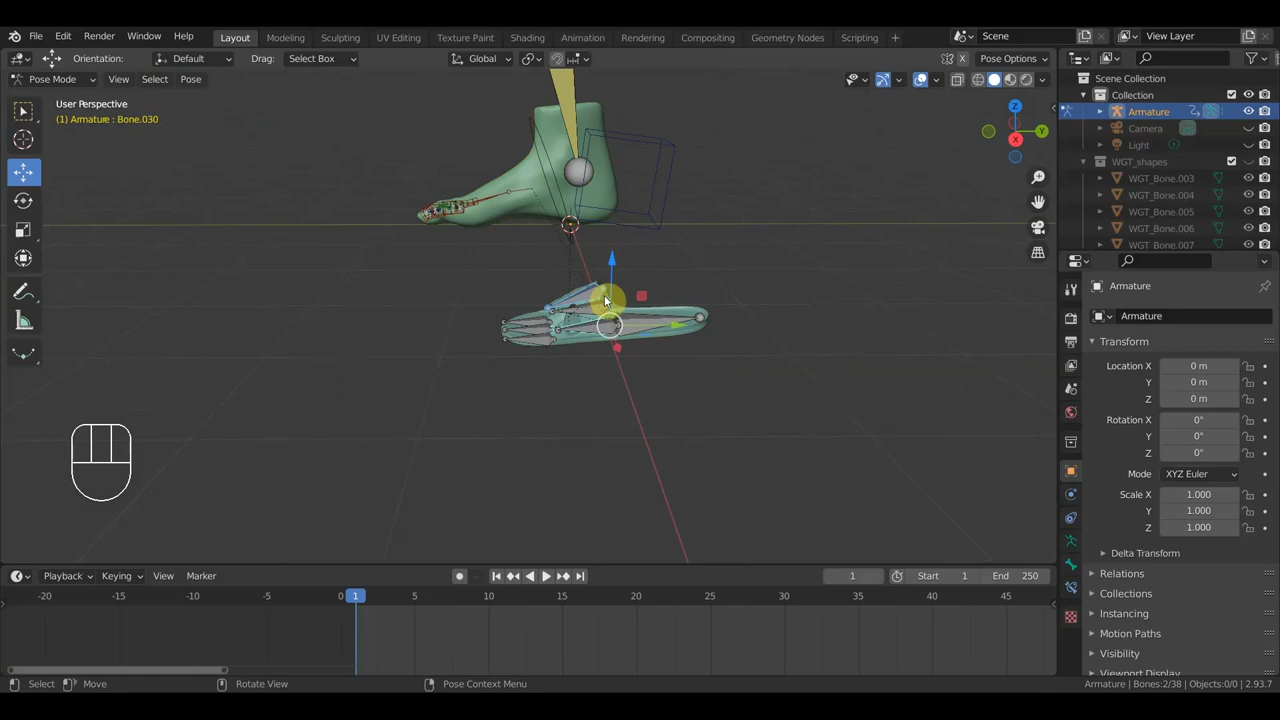 File Edit Render Window Help Layout Modeling Sculpting UV Editing Texture Paint Shading Animation Rendering Compositing Geometry Nodes Scripting + Scene View Layer
Orientation: Default Drag: Select Box Global Pose Options
Pose Mode View Select Pose
User Perspective
(1) Armature : Bone.030
Z
Y
X
Scene Collection
Collection
Armature
Camera
Light
WGT_shapes
WGT_Bone.003
WGT_Bone.004
WGT_Bone.005
WGT_Bone.006
WGT_Bone.007
Armature
Armature
Transform
Location X 0 m
Y 0 m
Z 0 m
Rotation X 0°
Y 0°
Z 0°
Mode XYZ Euler
Scale X 1.000
Y 1.000
Z 1.000
Delta Transform
Relations
Collections
Instancing
Motion Paths
Visibility
Viewport Display
Playback Keying View Marker 1 Start 1 End 250
-20 -15 -10 -5 0 1 5 10 15 20 25 30 35 40 45
Select Move Rotate View Pose Context Menu Armature | Bones:2/38 | Objects:0/0 | 2.93.7